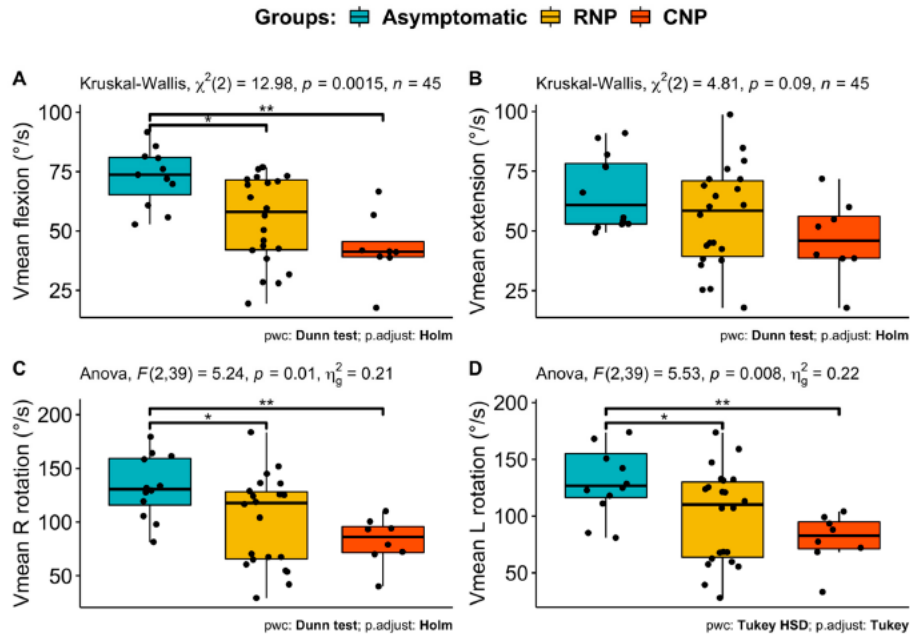 Groups: Asymptomatic RNP CNP
A
Kruskal-Wallis, χ²(2) = 12.98, p = 0.0015, n = 45
Vmean flexion (°/s)
100
75
50
25
**
*
pwc: Dunn test; p.adjust: Holm
B
Kruskal-Wallis, χ²(2) = 4.81, p = 0.09, n = 45
Vmean extension (°/s)
100
75
50
25
pwc: Dunn test; p.adjust: Holm
C
Anova, F(2,39) = 5.24, p = 0.01, η²g = 0.21
Vmean R rotation (°/s)
200
150
100
50
**
*
pwc: Dunn test; p.adjust: Holm
D
Anova, F(2,39) = 5.53, p = 0.008, η²g = 0.22
Vmean L rotation (°/s)
200
150
100
50
**
*
pwc: Tukey HSD; p.adjust: Tukey